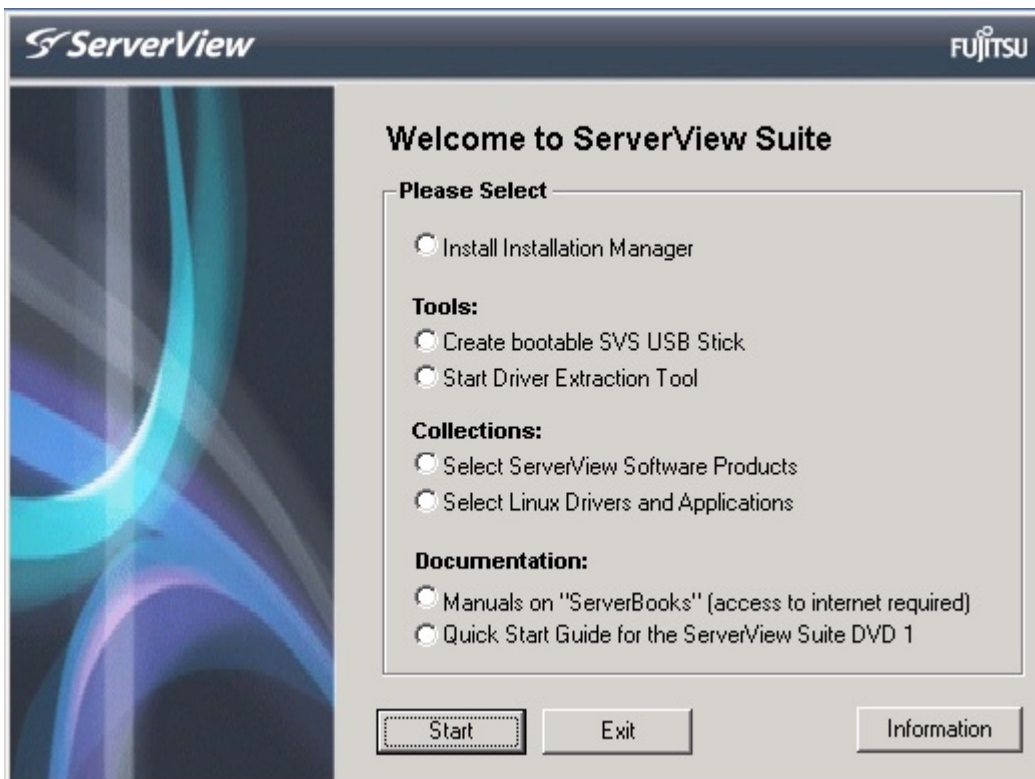 ServerView
FUJITSU
Welcome to ServerView Suite
Please Select
Install Installation Manager
Tools:
Create bootable SVS USB Stick
Start Driver Extraction Tool
Collections:
Select ServerView Software Products
Select Linux Drivers and Applications
Documentation:
Manuals on "ServerBooks" (access to internet required)
Quick Start Guide for the ServerView Suite DVD 1
Start Exit Information